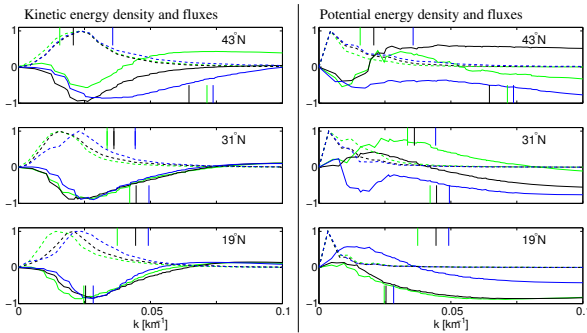 Kinetic energy density and fluxes
Potential energy density and fluxes
1
0
−1
43°N
43°N
1
0
−1
31°N
31°N
1
0
−1
19°N
19°N
0 0.05 0.1
k [km⁻¹]
0 0.05 0.1
k [km⁻¹]